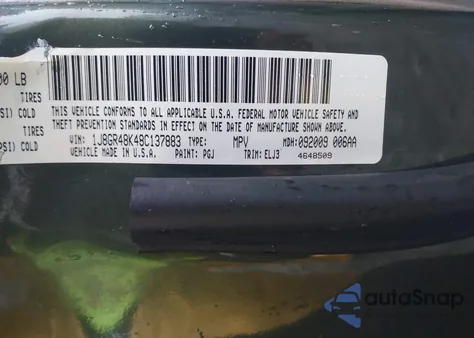 00 LB
TIRES
PSI) COLD
TIRES
PSI) COLD
THIS VEHICLE CONFORMS TO ALL APPLICABLE U.S.A. FEDERAL MOTOR VEHICLE SAFETY AND
THEFT PREVENTION STANDARDS IN EFFECT ON THE DATE OF MANUFACTURE SHOWN ABOVE.
VIN: 1J8GR48K48C137883 TYPE: MPV MDH:092009 006AA
VEHICLE MADE IN U.S.A. PAINT: PGJ TRIM: ELJ3 4648509
autoSnap